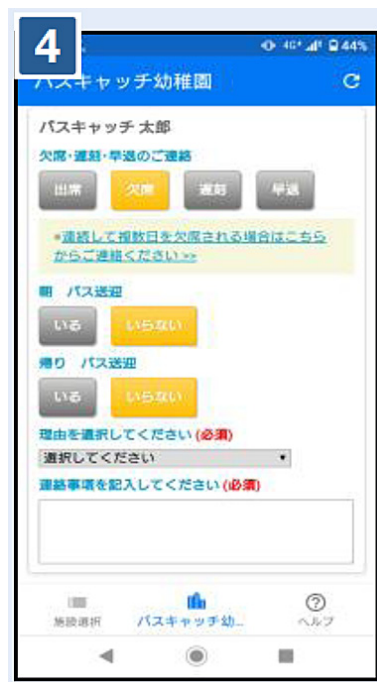 4
4G+ 44%
バスキャッチ幼稚園
バスキャッチ 太郎
欠席・遅刻・早退のご連絡
出席 欠席 遅刻 早退
*連続して複数日を欠席される場合はこちら
からご連絡ください >>
朝 バス送迎
いる いらない
帰り バス送迎
いる いらない
理由を選択してください (必須)
選択してください
連絡事項を記入してください (必須)
施設選択 バスキャッチ幼... ヘルプ